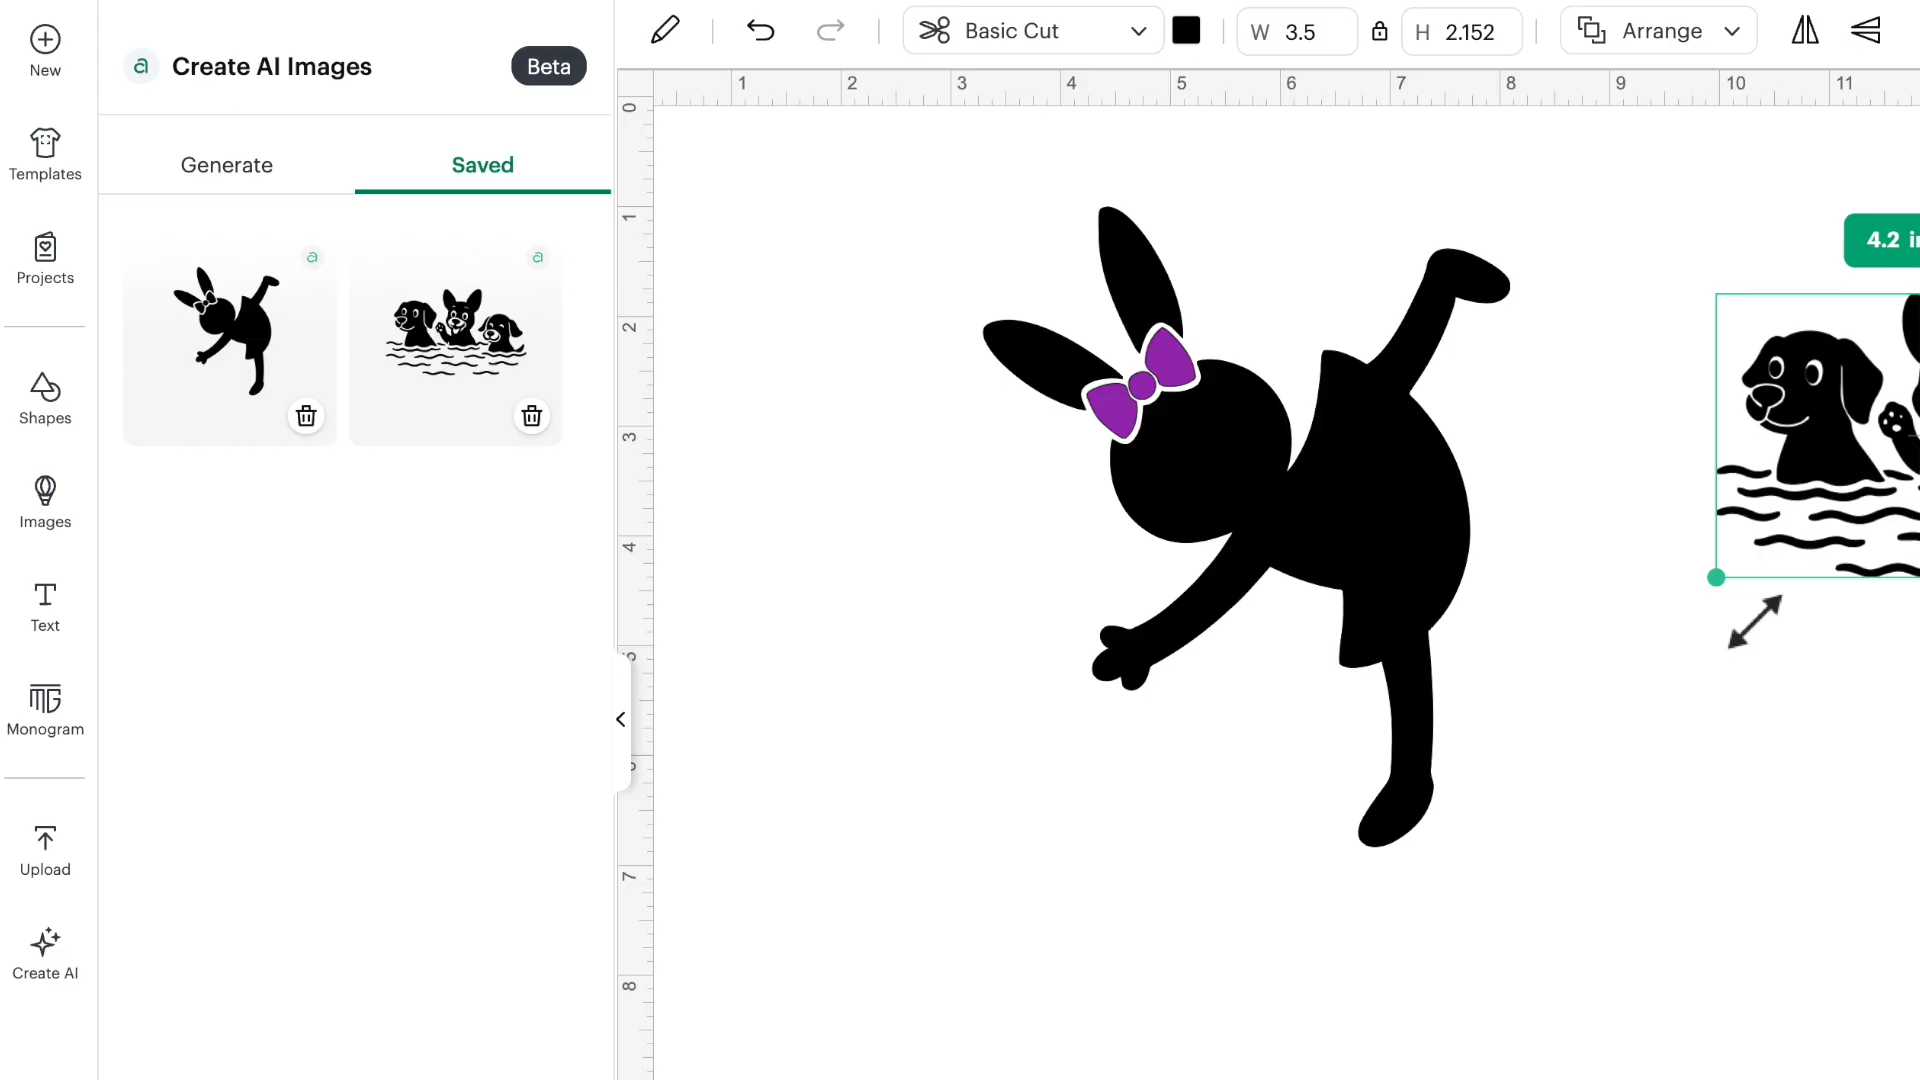 New
Templates
Projects
Shapes
Images
Text
Monogram
Upload
Create AI
a Create AI Images Beta
Generate Saved
a a
Basic Cut W 3.5 H 2.152 Arrange
1 2 3 4 5 6 7 8 9 10 11
0
1
2
3
4
7
8
4.2